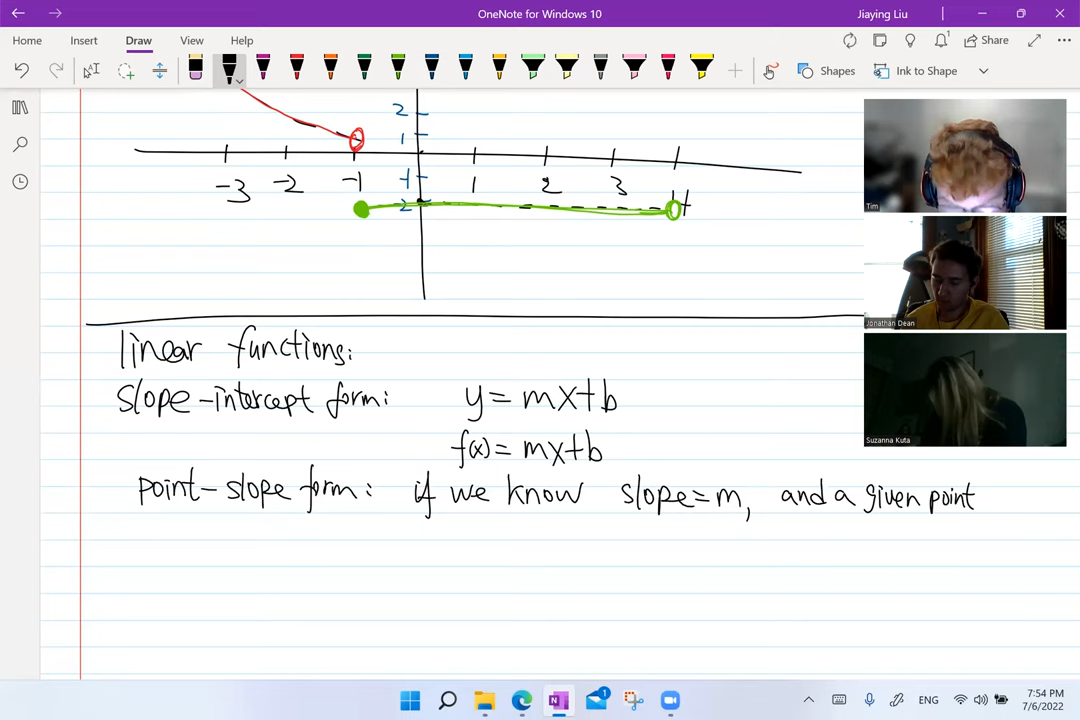 OneNote for Windows 10
Jiaying Liu
Home Insert Draw View Help
Share
Shapes
Ink to Shape
2
1
-3 -2 -1 1 2 3 4
-1
-2
linear functions:
slope-intercept form: y = mx+b
f(x) = mx+b
point-slope form: if we know slope=m, and a given point
Tim
Jonathan Dean
Suzanna Kuta
1
ENG
7:54 PM
7/6/2022